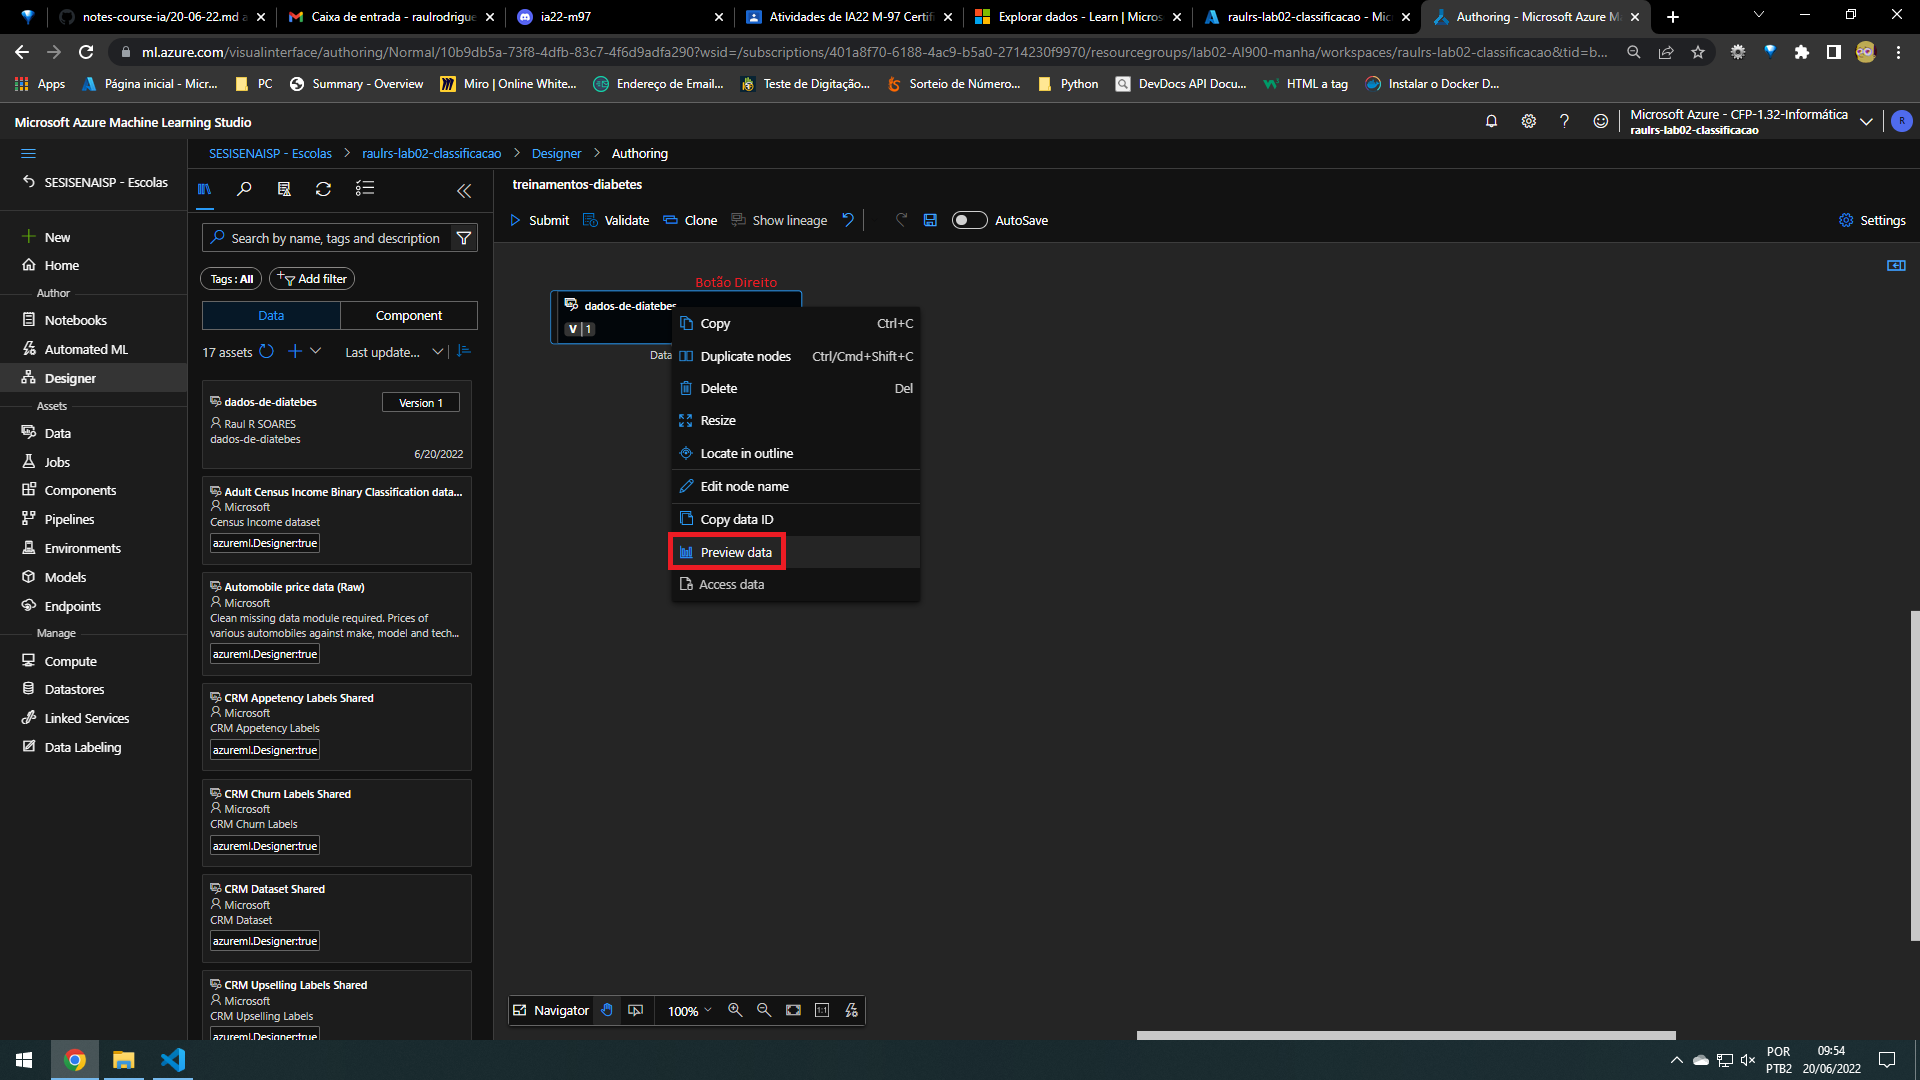 notes-course-ia/20-06-22.md a
Caixa de entrada - raulrodrigue
ia22-m97
Atividades de IA22 M-97 Certifi
Explorar dados - Learn | Micros
raulrs-lab02-classificacao - Mic
Authoring - Microsoft Azure M
ml.azure.com/visualinterface/authoring/Normal/10b9db5a-73f8-4dfb-83c7-4f6d9adfa290?wsid=/subscriptions/401a8f70-6188-4ac9-b5a0-2714230f9970/resourcegroups/lab02-AI900-manha/workspaces/raulrs-lab02-classificacao&tid=b...
Apps
Página inicial - Micr...
PC
Summary - Overview
Miro | Online White...
Endereço de Email...
Teste de Digitação...
Sorteio de Número...
Python
DevDocs API Docu...
HTML a tag
Instalar o Docker D...
Microsoft Azure Machine Learning Studio
Microsoft Azure - CFP-1.32-Informática
raulrs-lab02-classificacao
R
SESISENAISP - Escolas
raulrs-lab02-classificacao
Designer
Authoring
SESISENAISP - Escolas
New
Home
Author
Notebooks
Automated ML
Designer
Assets
Data
Jobs
Components
Pipelines
Environments
Models
Endpoints
Manage
Compute
Datastores
Linked Services
Data Labeling
Search by name, tags and description
Tags : All
Add filter
Data
Component
17 assets
Last update...
dados-de-diatebes
Version 1
Raul R SOARES
dados-de-diatebes
6/20/2022
Adult Census Income Binary Classification data...
Microsoft
Census Income dataset
azureml.Designer:true
Automobile price data (Raw)
Microsoft
Clean missing data module required. Prices of
various automobiles against make, model and tech...
azureml.Designer:true
CRM Appetency Labels Shared
Microsoft
CRM Appetency Labels
azureml.Designer:true
CRM Churn Labels Shared
Microsoft
CRM Churn Labels
azureml.Designer:true
CRM Dataset Shared
Microsoft
CRM Dataset
azureml.Designer:true
CRM Upselling Labels Shared
Microsoft
CRM Upselling Labels
azureml.Designer:true
treinamentos-diabetes
Submit
Validate
Clone
Show lineage
AutoSave
Settings
Botão Direito
dados-de-diatebes
V | 1
Data
Copy Ctrl+C
Duplicate nodes Ctrl/Cmd+Shift+C
Delete Del
Resize
Locate in outline
Edit node name
Copy data ID
Preview data
Access data
Navigator
100%
1:1
POR
PTB2
09:54
20/06/2022